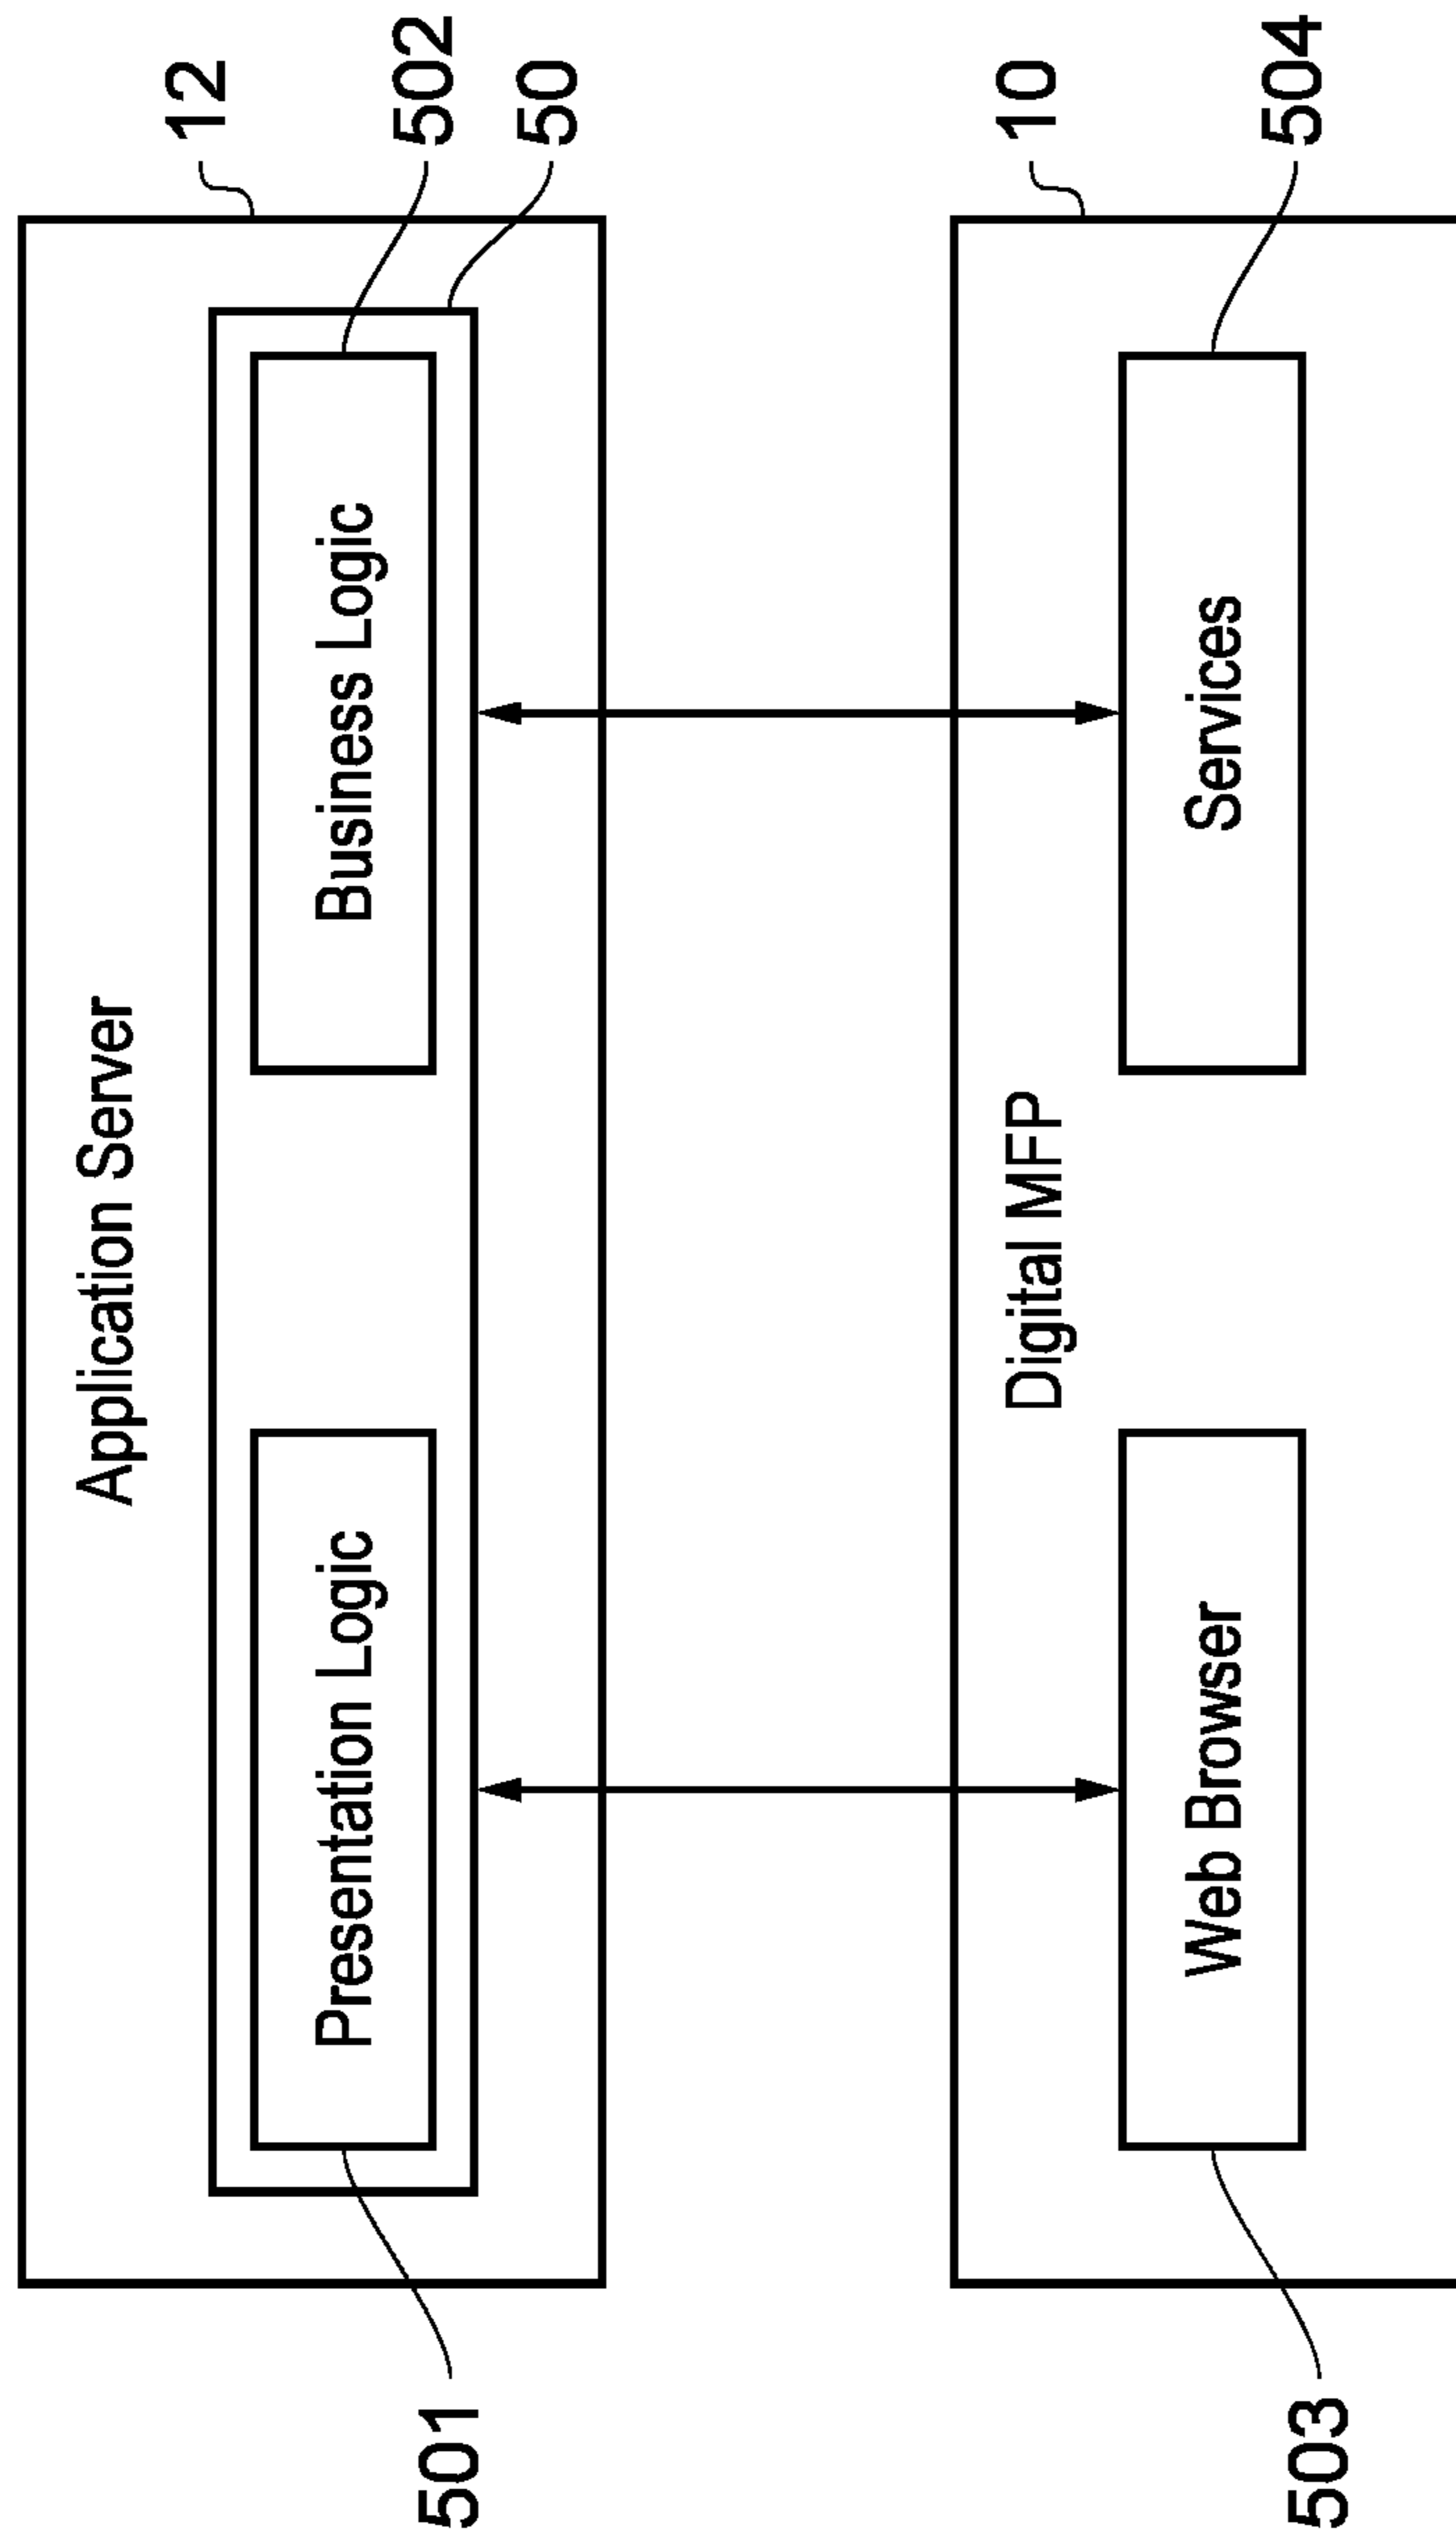 Application Server
12
Presentation Logic
Business Logic
501
502
50
Digital MFP
10
Web Browser
Services
503
504